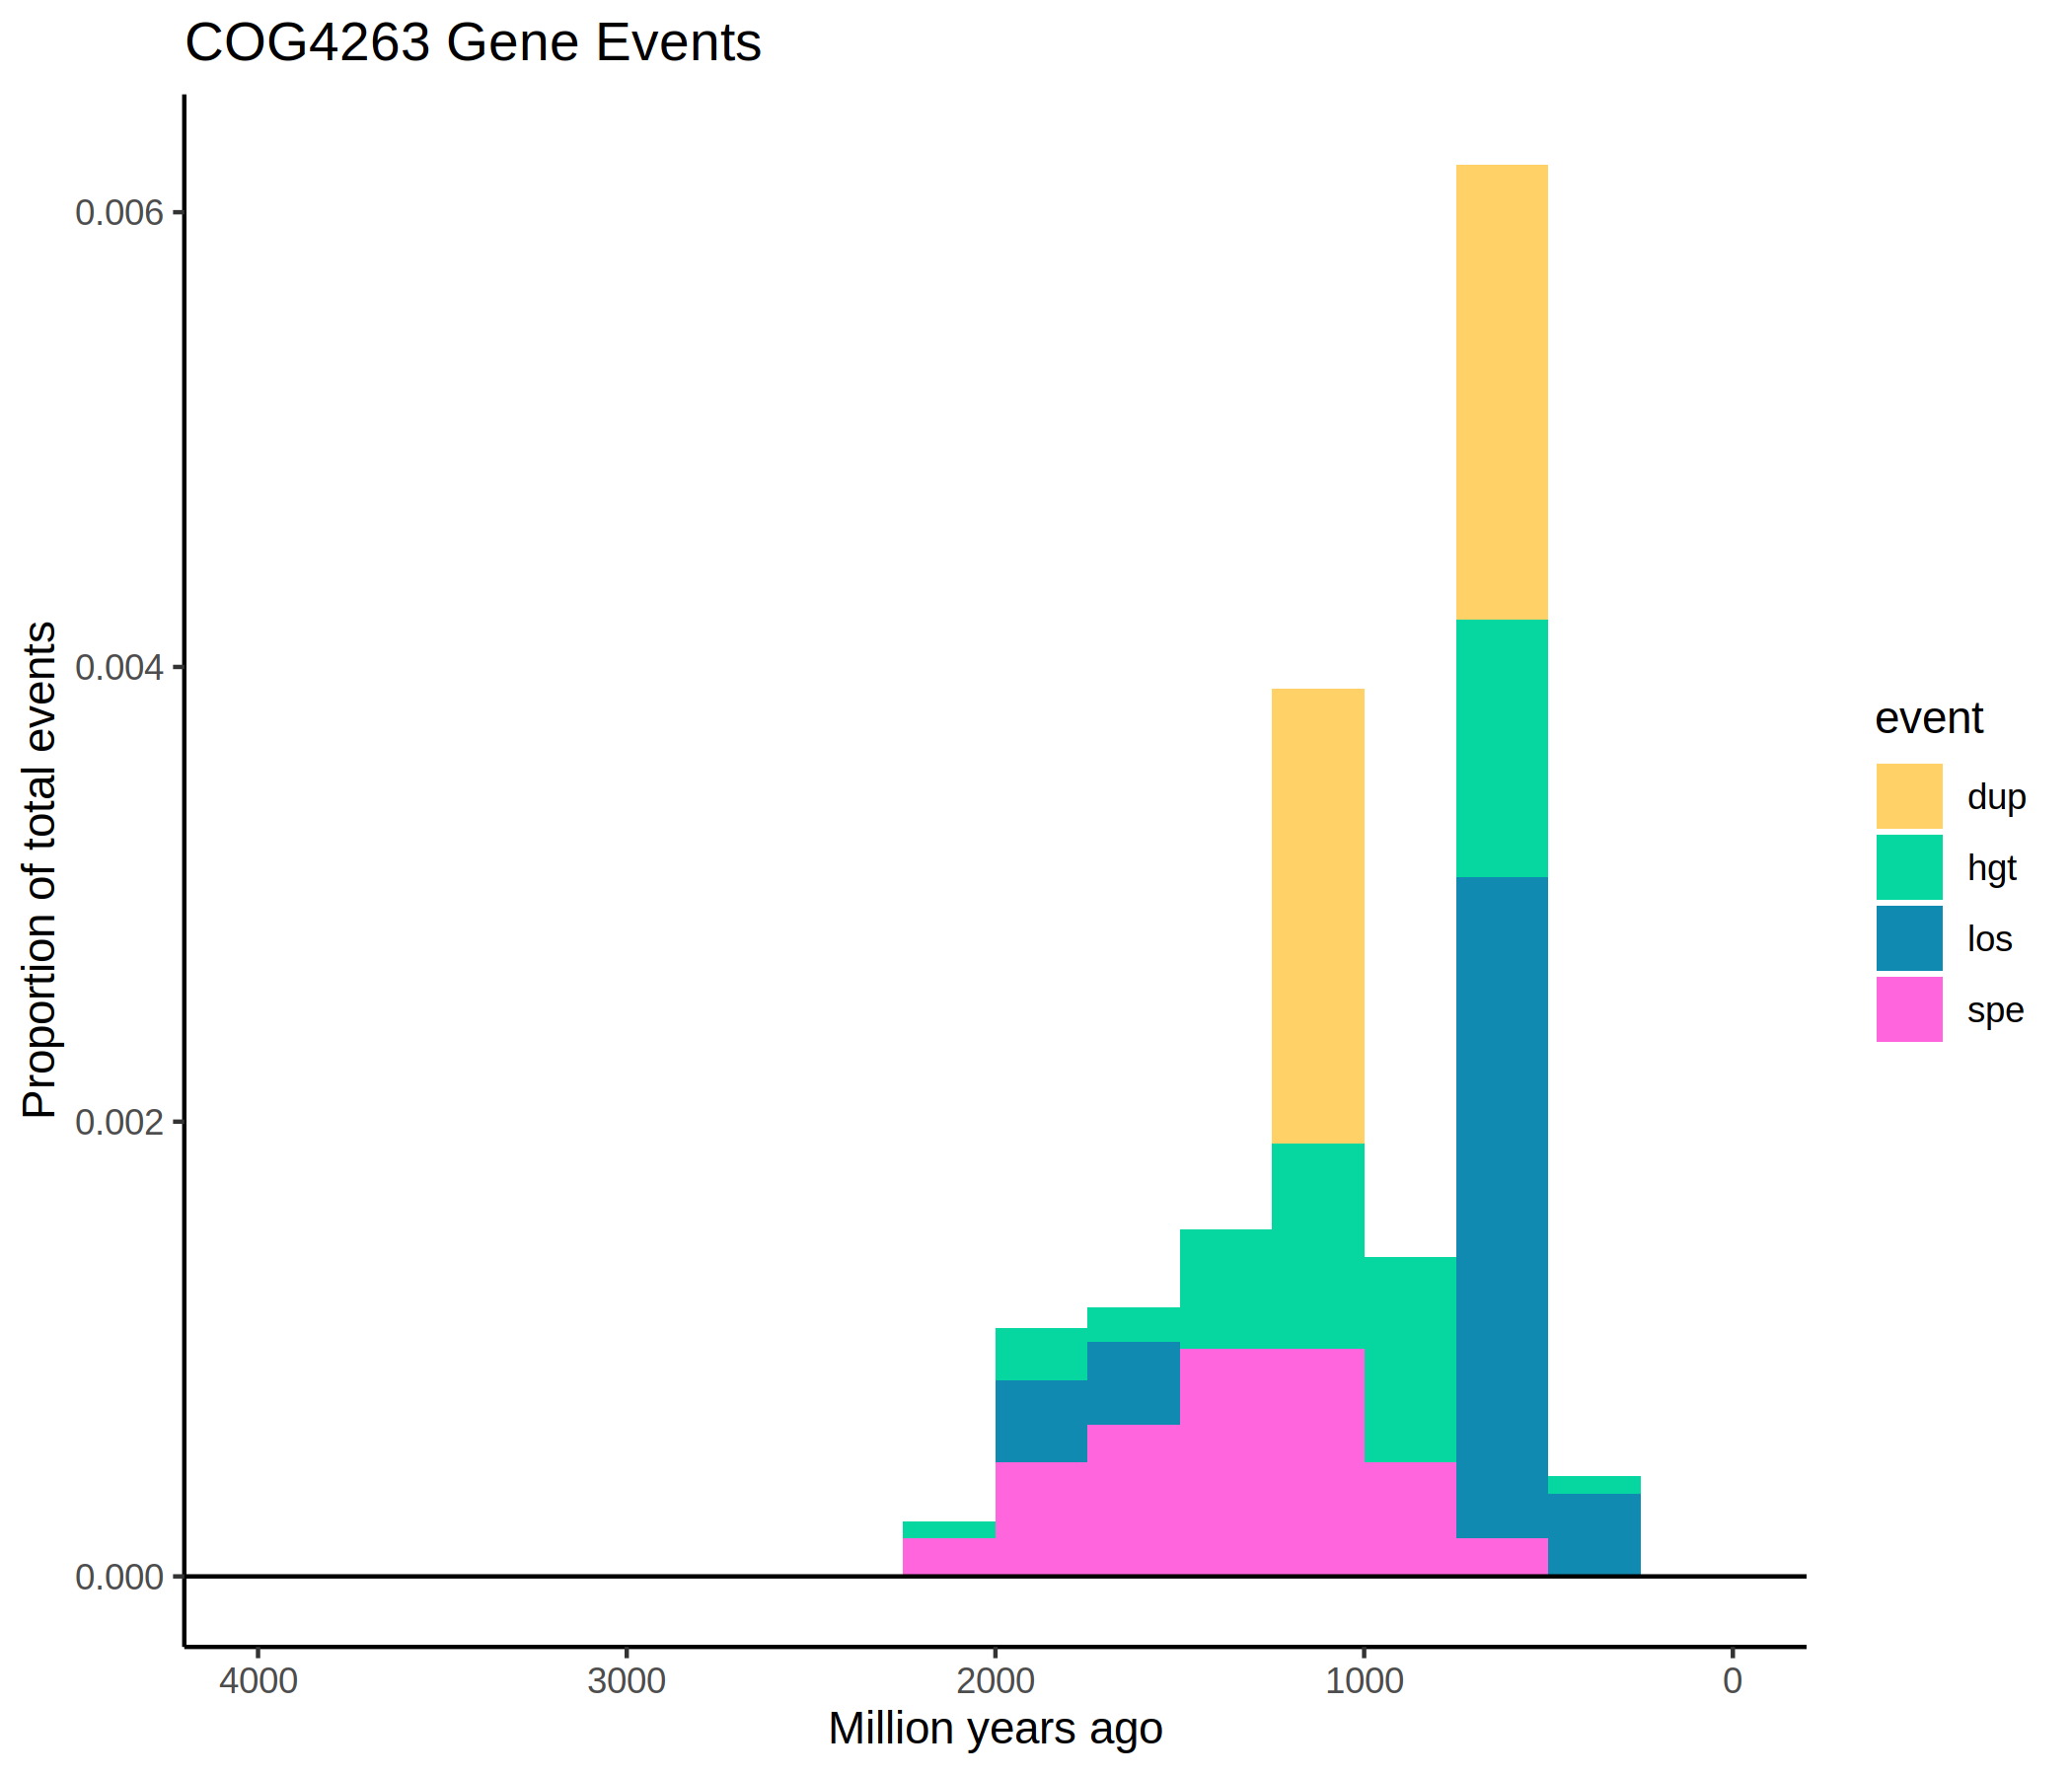 COG4263 Gene Events
Proportion of total events
0.006
0.004
0.002
0.000
4000 3000 2000 1000 0
Million years ago
event
dup
hgt
los
spe